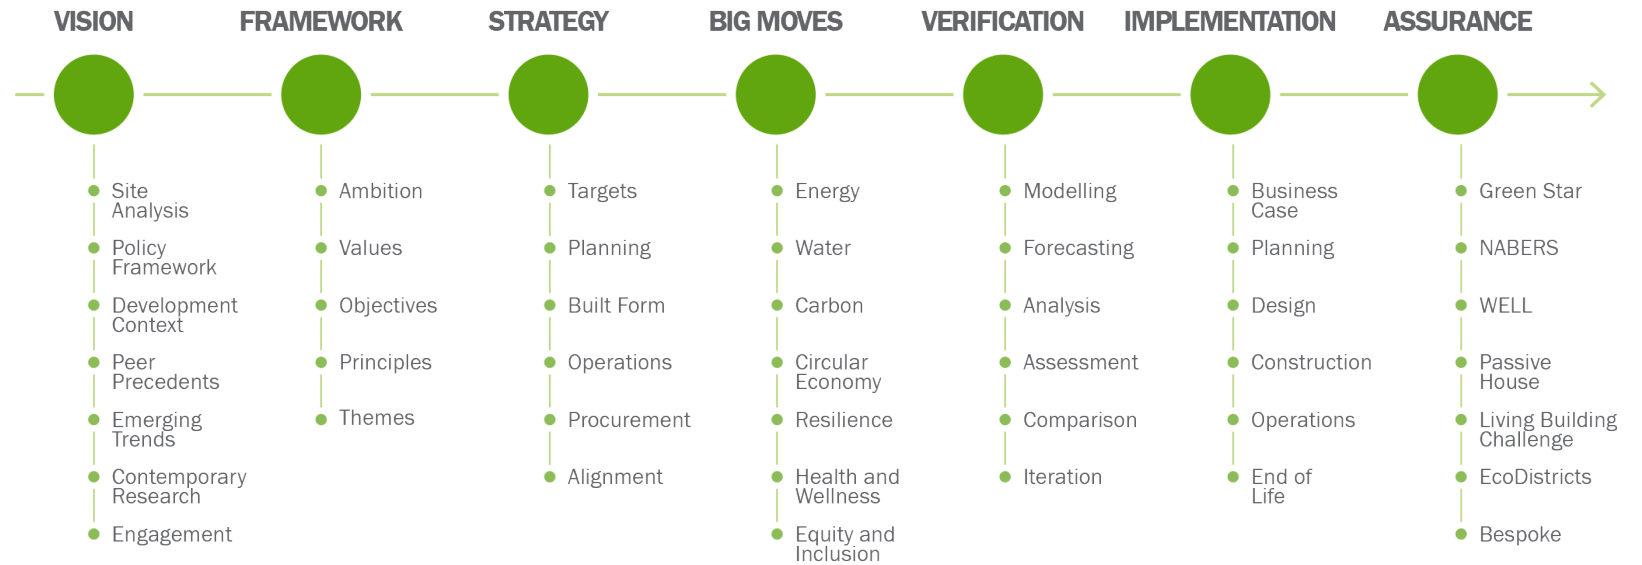 VISION
FRAMEWORK
STRATEGY
BIG MOVES
VERIFICATION
IMPLEMENTATION
ASSURANCE
Site
Analysis
Policy
Framework
Development
Context
Peer
Precedents
Emerging
Trends
Contemporary
Research
Engagement
Ambition
Values
Objectives
Principles
Themes
Targets
Planning
Built Form
Operations
Procurement
Alignment
Energy
Water
Carbon
Circular
Economy
Resilience
Health and
Wellness
Equity and
Inclusion
Modelling
Forecasting
Analysis
Assessment
Comparison
Iteration
Business
Case
Planning
Design
Construction
Operations
End of
Life
Green Star
NABERS
WELL
Passive
House
Living Building
Challenge
EcoDistricts
Bespoke